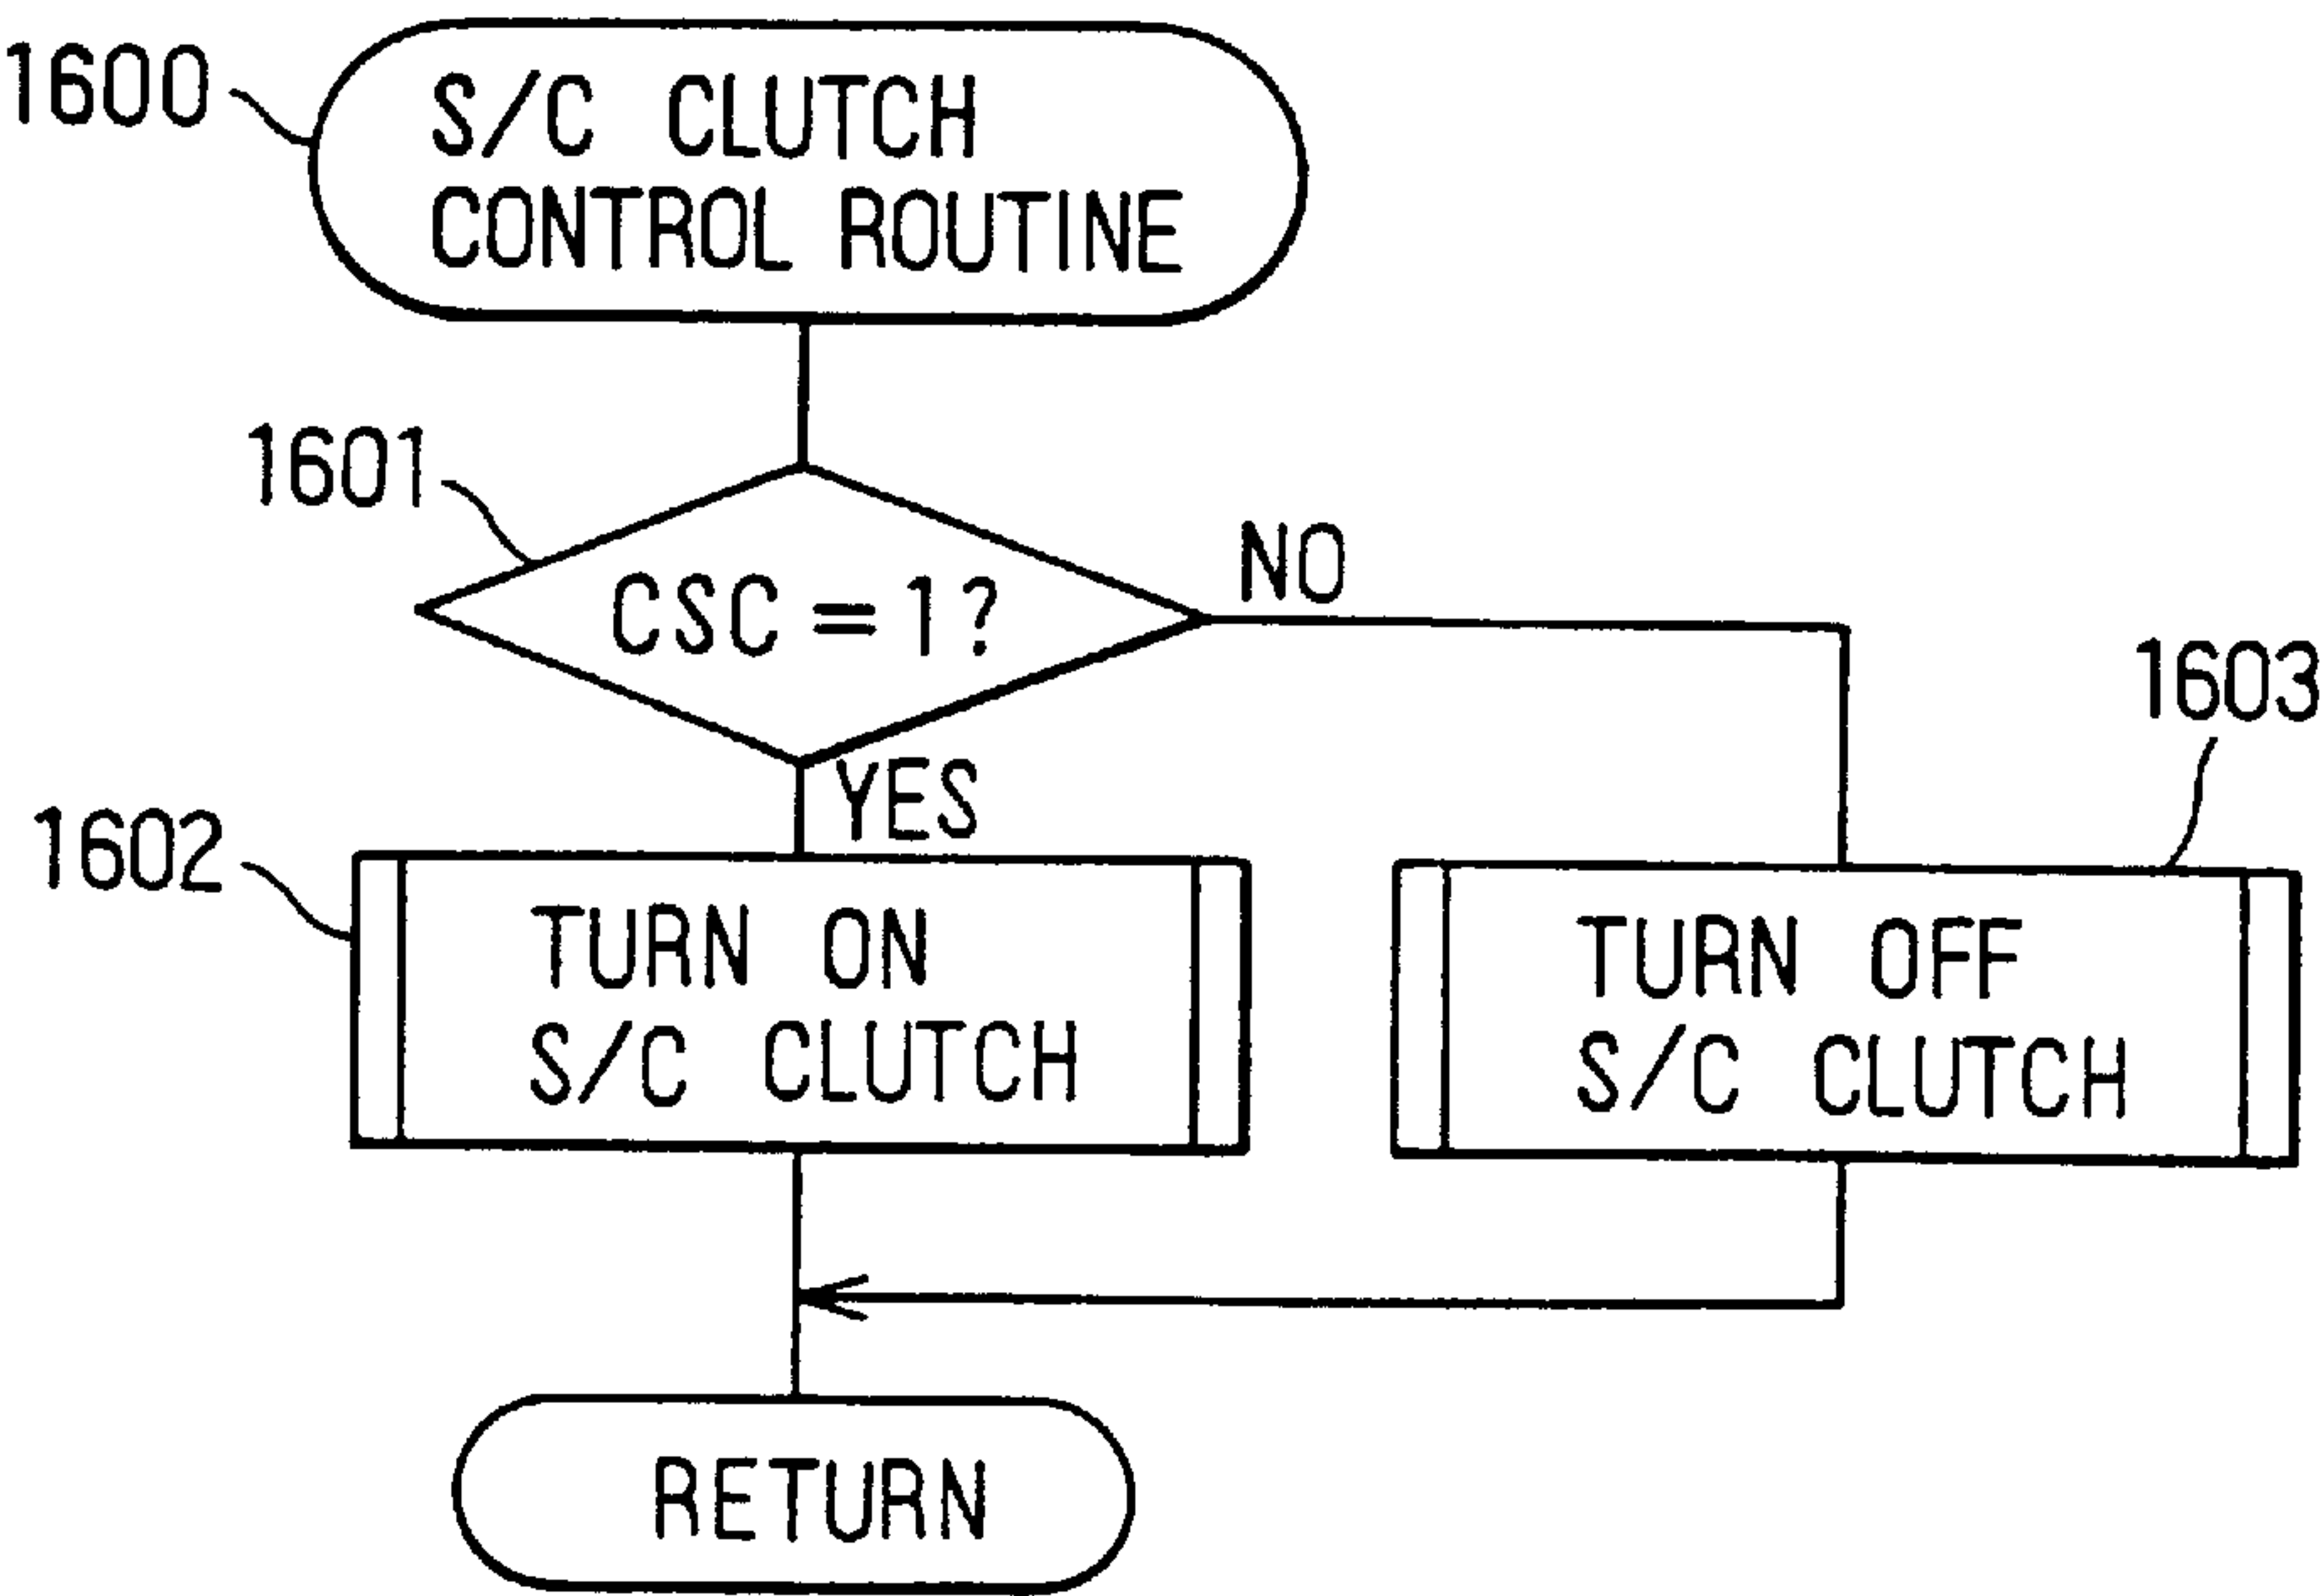 1600
S/C CLUTCH
CONTROL ROUTINE
1601
CSC = 1?
NO
YES
1602
TURN ON
S/C CLUTCH
1603
TURN OFF
S/C CLUTCH
RETURN